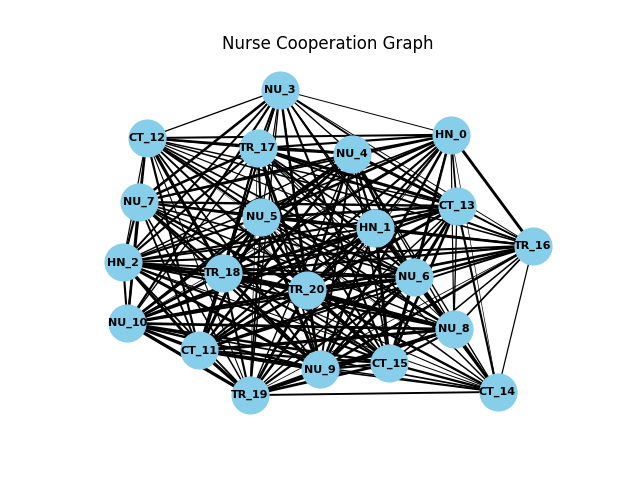 Nurse Cooperation Graph
NU_3
CT_12
HN_0
TR_17
NU_4
NU_7
CT_13
NU_5
HN_1
TR_16
HN_2
TR_18
NU_6
TR_20
NU_10
NU_8
CT_11
CT_15
NU_9
CT_14
TR_19